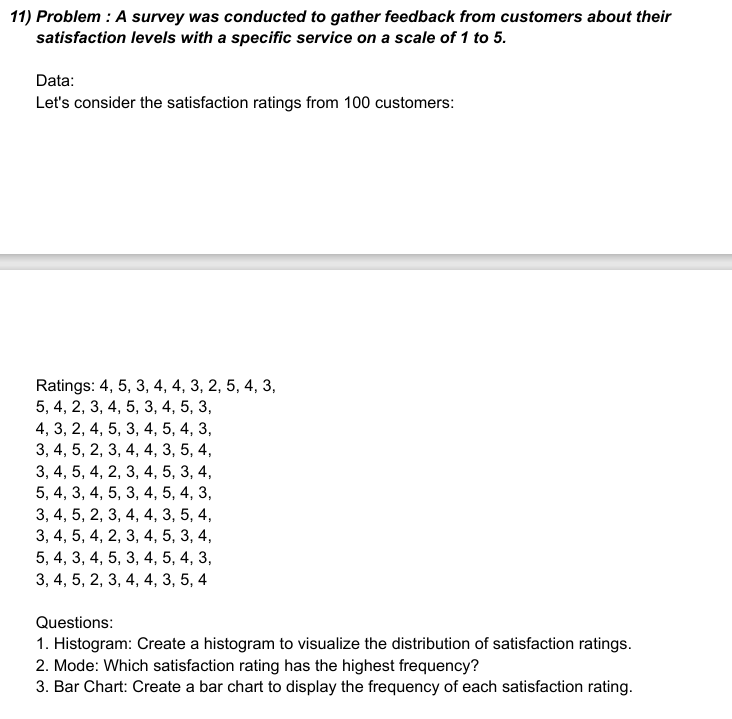 11) Problem : A survey was conducted to gather feedback from customers about their
satisfaction levels with a specific service on a scale of 1 to 5.
Data:
Let's consider the satisfaction ratings from 100 customers:
Ratings: 4, 5, 3, 4, 4, 3, 2, 5, 4, 3,
5, 4, 2, 3, 4, 5, 3, 4, 5, 3,
4, 3, 2, 4, 5, 3, 4, 5, 4, 3,
3, 4, 5, 2, 3, 4, 4, 3, 5, 4,
3, 4, 5, 4, 2, 3, 4, 5, 3, 4,
5, 4, 3, 4, 5, 3, 4, 5, 4, 3,
3, 4, 5, 2, 3, 4, 4, 3, 5, 4,
3, 4, 5, 4, 2, 3, 4, 5, 3, 4,
5, 4, 3, 4, 5, 3, 4, 5, 4, 3,
3, 4, 5, 2, 3, 4, 4, 3, 5, 4
Questions:
1. Histogram: Create a histogram to visualize the distribution of satisfaction ratings.
2. Mode: Which satisfaction rating has the highest frequency?
3. Bar Chart: Create a bar chart to display the frequency of each satisfaction rating.